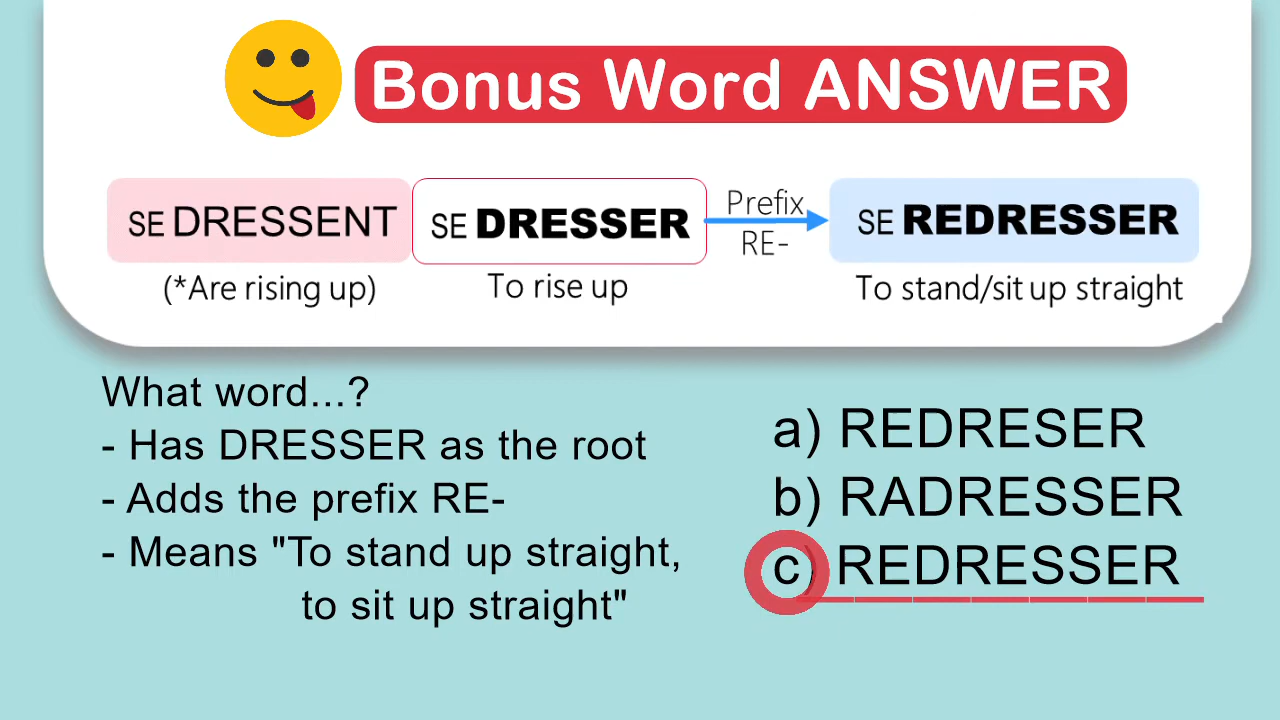 Bonus Word ANSWER
SE DRESSENT SE DRESSER Prefix RE- SE REDRESSER
(*Are rising up) To rise up To stand/sit up straight
What word...?
- Has DRESSER as the root
- Adds the prefix RE-
- Means "To stand up straight,
to sit up straight"
a) REDRESER
b) RADRESSER
c) REDRESSER